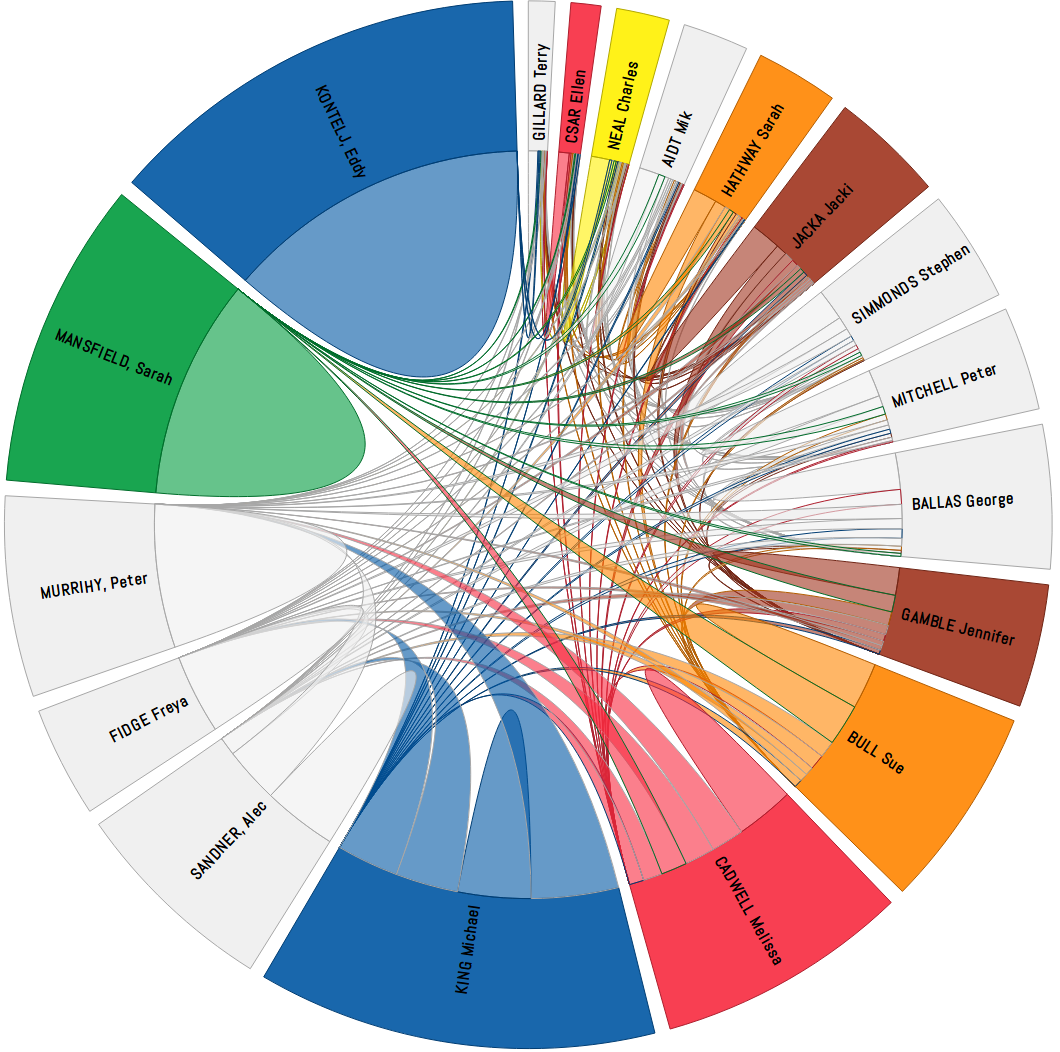 GILLARD Terry
CSAR Ellen
NEAL Charles
AIDT Mik
HATHWAY Sarah
JACKA Jacki
SIMMONDS Stephen
MITCHELL Peter
BALLAS George
GAMBLE Jennifer
BULL Sue
CADWELL Melissa
KING Michael
SANDNER, Alec
FIDGE Freya
MURRIHY, Peter
MANSFIELD, Sarah
KONTELJ, Eddy